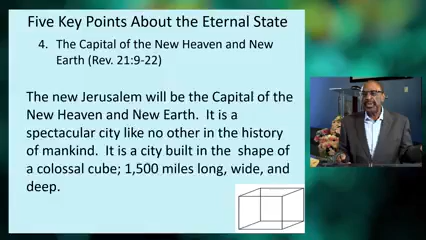 Five Key Points About the Eternal State
4. The Capital of the New Heaven and New
Earth (Rev. 21:9-22)
The new Jerusalem will be the Capital of the
New Heaven and New Earth. It is a
spectacular city like no other in the history
of mankind. It is a city built in the shape of
a colossal cube; 1,500 miles long, wide, and
deep.